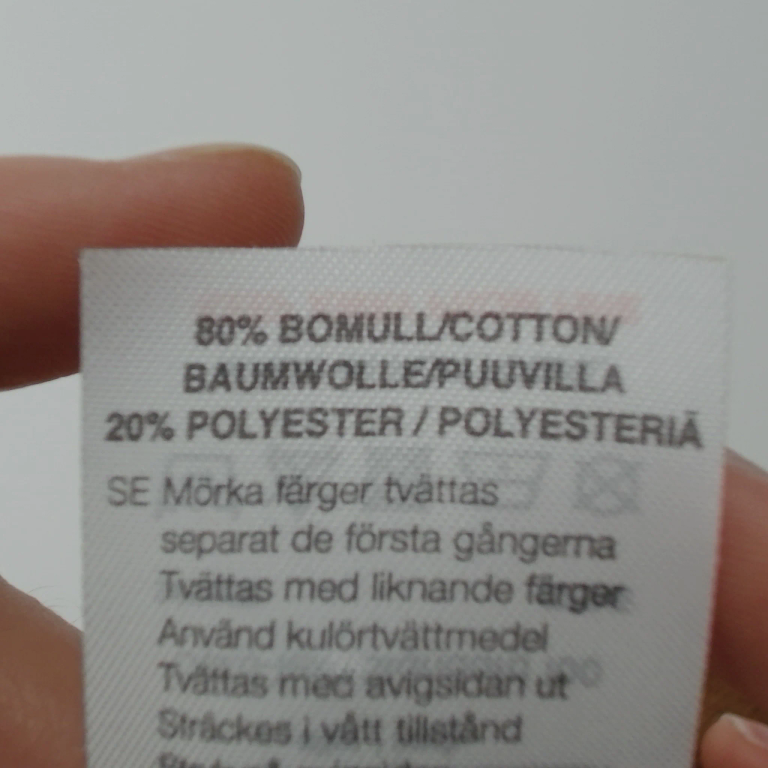 80% BOMULL/COTTON/
BAUMWOLLE/PUUVILLA
20% POLYESTER / POLYESTERIÄ
SE Mörka färger tvättas
separat de första gångerna
Tvättas med liknande färger
Använd kulörtvättmedel
Tvättas med avigsidan ut
Sträckes i vått tillstånd